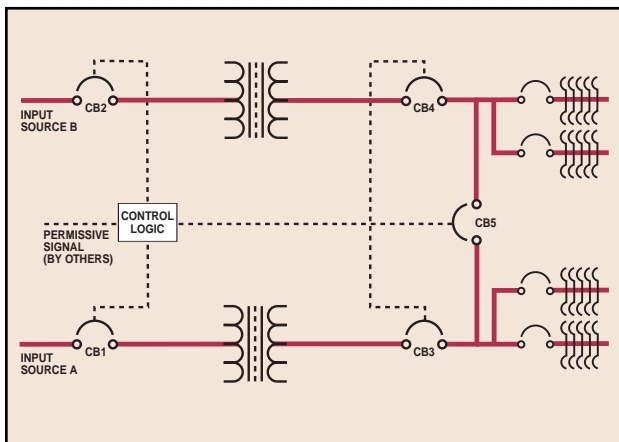 CB2
CB4
INPUT
SOURCE B
CONTROL
LOGIC
CB5
PERMISSIVE
SIGNAL
(BY OTHERS)
CB1
CB3
INPUT
SOURCE A